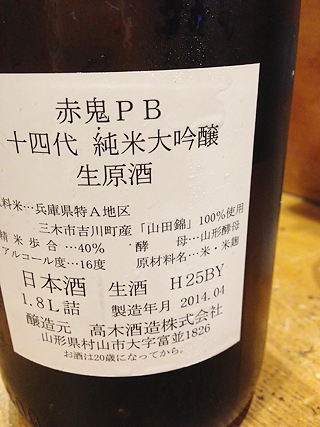 赤鬼ＰＢ
十四代 純米大吟醸
生原酒
料米…兵庫県特Ａ地区
三木市吉川町産「山田錦」100%使用
精米歩合…40% 酵母…山形酵母
アルコール度…16度 原材料名…米・米麹
日本酒 生酒 H25BY
1.8L詰 製造年月 2014.04
醸造元 高木酒造株式会社
山形県村山市大字富並1826
お酒は20歳になってから。